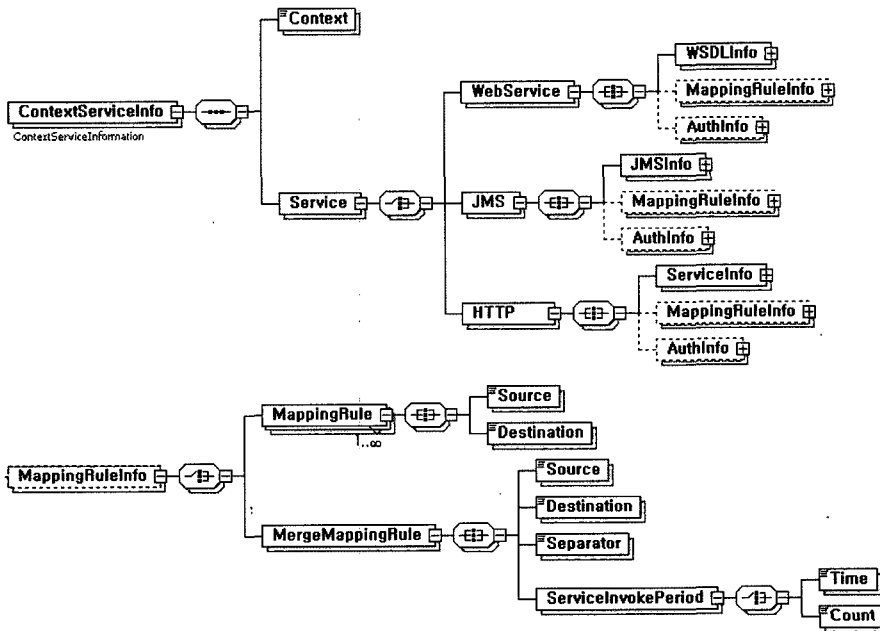 Context
ContextServiceInfo
ContextServiceInformation
Service
WebService
WSDLInfo
MappingRuleInfo
AuthInfo
JMS
JMSInfo
MappingRuleInfo
AuthInfo
HTTP
ServiceInfo
MappingRuleInfo
AuthInfo
MappingRuleInfo
MappingRule
1..∞
Source
Destination
MergeMappingRule
Source
Destination
Separator
ServiceInvokePeriod
Time
Count